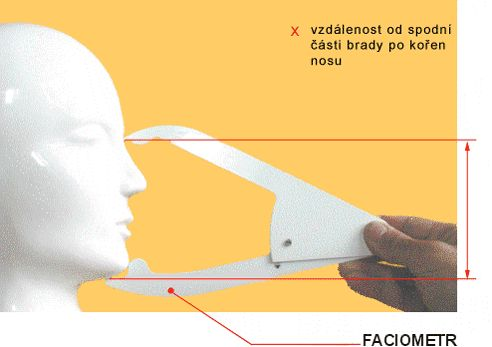 x vzdálenost od spodní
části brady po kořen
nosu
FACIOMETR